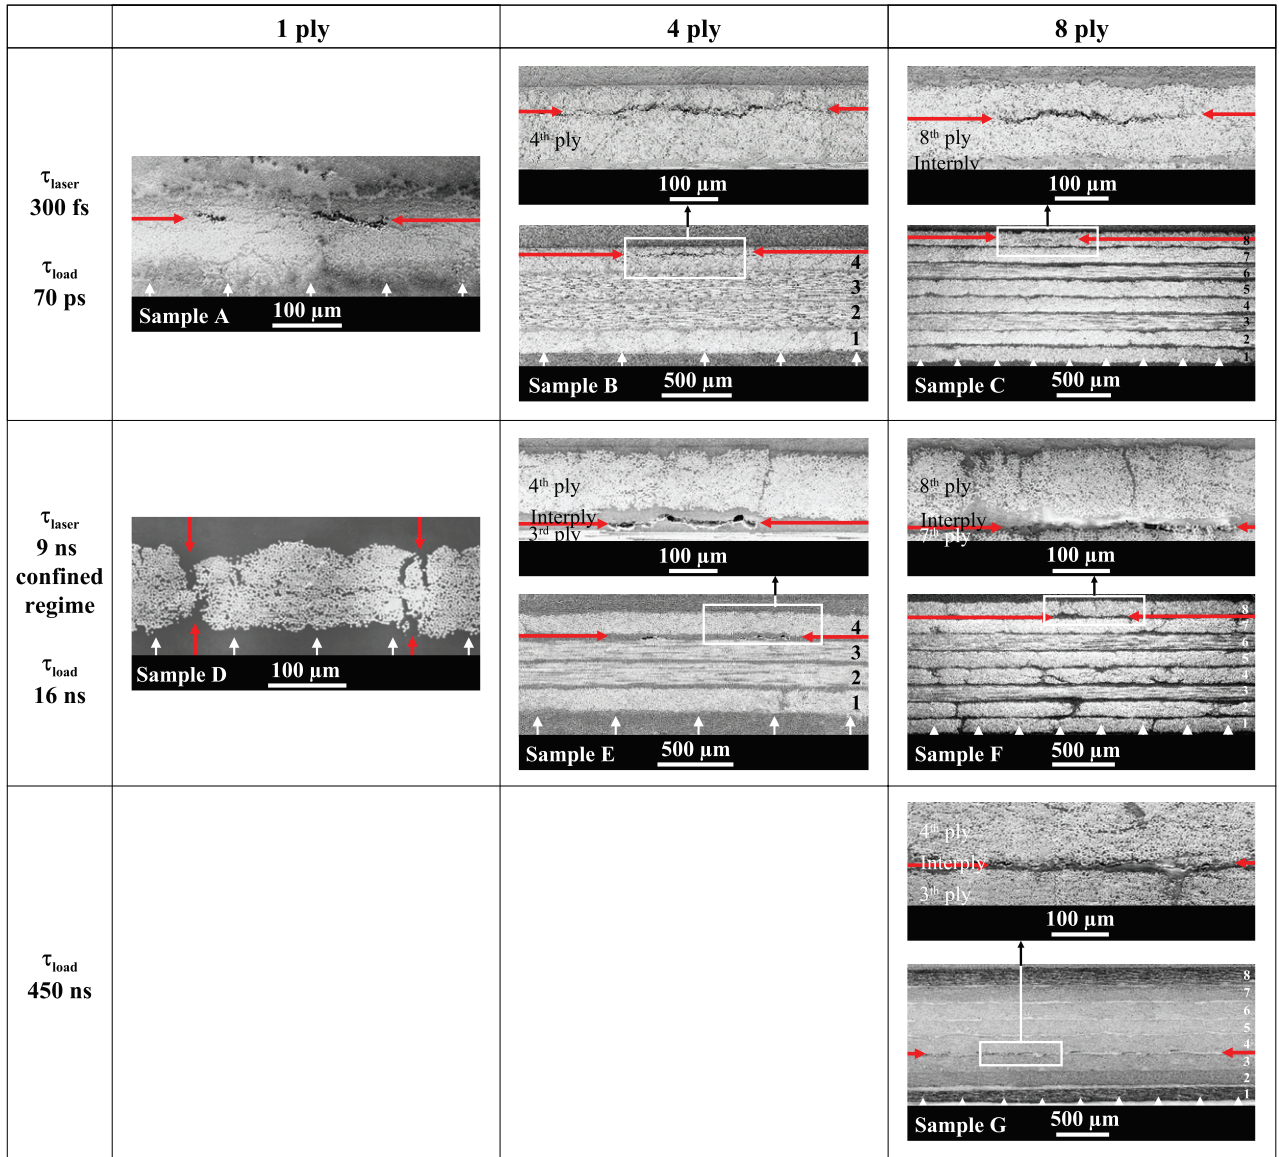 1 ply
4 ply
8 ply
τlaser
300 fs
τload
70 ps
100 µm
Sample A
4th ply
100 µm
4
3
2
1
500 µm
Sample B
8th ply
Interply
100 µm
8
7
6
5
4
3
2
1
500 µm
Sample C
τlaser
9 ns
confined
regime
τload
16 ns
100 µm
Sample D
4th ply
Interply
3rd ply
100 µm
4
3
2
1
500 µm
Sample E
8th ply
Interply
7th ply
100 µm
8
6
3
1
500 µm
Sample F
τload
450 ns
4th ply
Interply
3th ply
100 µm
8
7
6
5
4
3
2
1
500 µm
Sample G